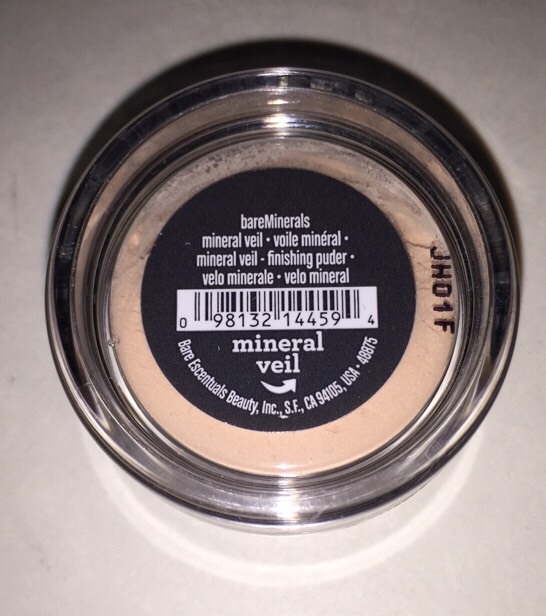 bareMinerals
mineral veil • voile minéral •
mineral veil - finishing puder •
velo minerale • velo mineral
0 98132 14459 4
mineral
veil
Bare Escentuals Beauty, Inc., S.F., CA 94105, USA • 48875
JH01F